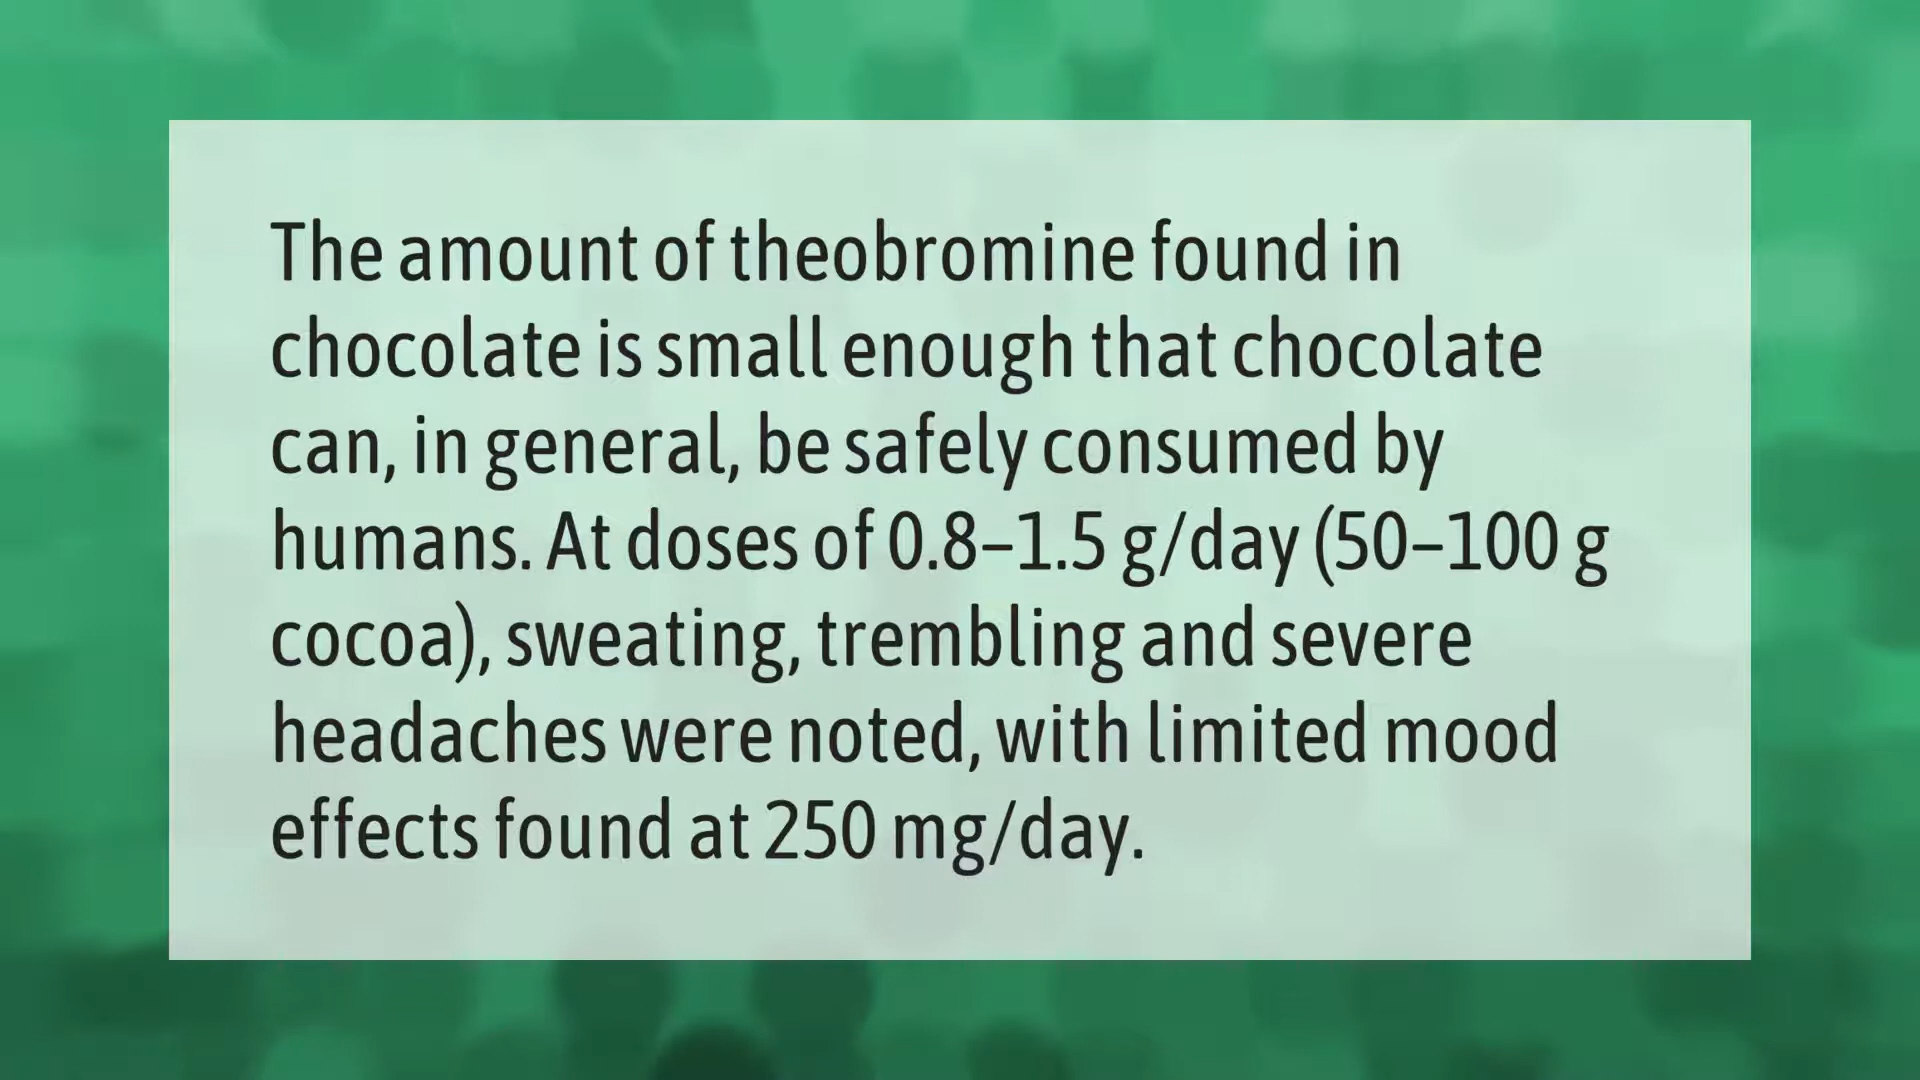 The amount of theobromine found in
chocolate is small enough that chocolate
can, in general, be safely consumed by
humans. At doses of 0.8–1.5 g/day (50–100 g
cocoa), sweating, trembling and severe
headaches were noted, with limited mood
effects found at 250 mg/day.